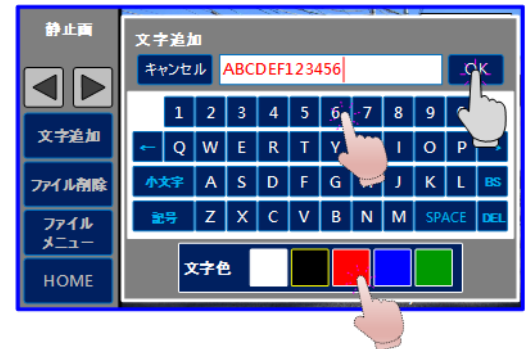 静止画
文字追加
ファイル削除
ファイル
メニュー
HOME
文字追加
キャンセル ABCDEF123456 OK
1 2 3 4 5 6 7 8 9
← Q W E R T Y I O P
小文字 A S D F G J K L BS
記号 Z X C V B N M SPACE DEL
文字色